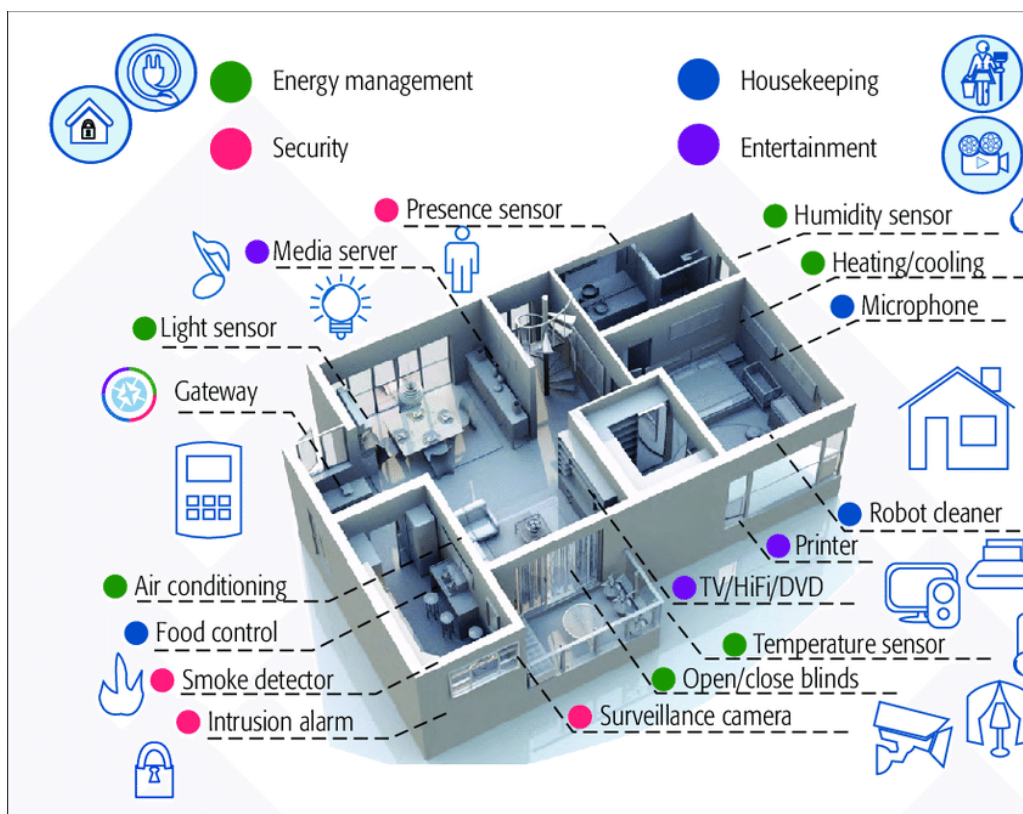 Energy management
Housekeeping
Security
Entertainment
Presence sensor
Humidity sensor
Media server
Heating/cooling
Microphone
Light sensor
Gateway
Robot cleaner
Printer
Air conditioning
TV/HiFi/DVD
Food control
Temperature sensor
Smoke detector
Open/close blinds
Intrusion alarm
Surveillance camera